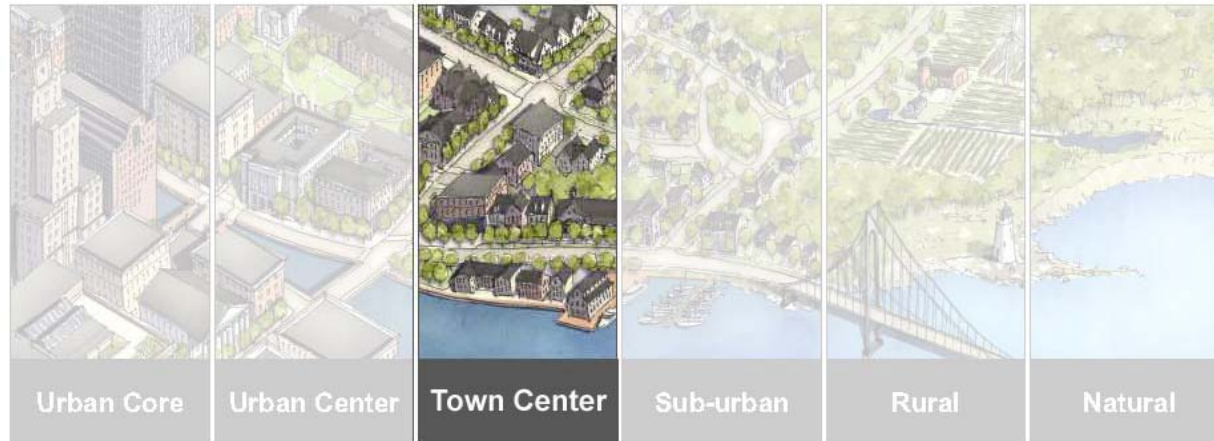 Urban Core
Urban Center
Town Center
Sub-urban
Rural
Natural